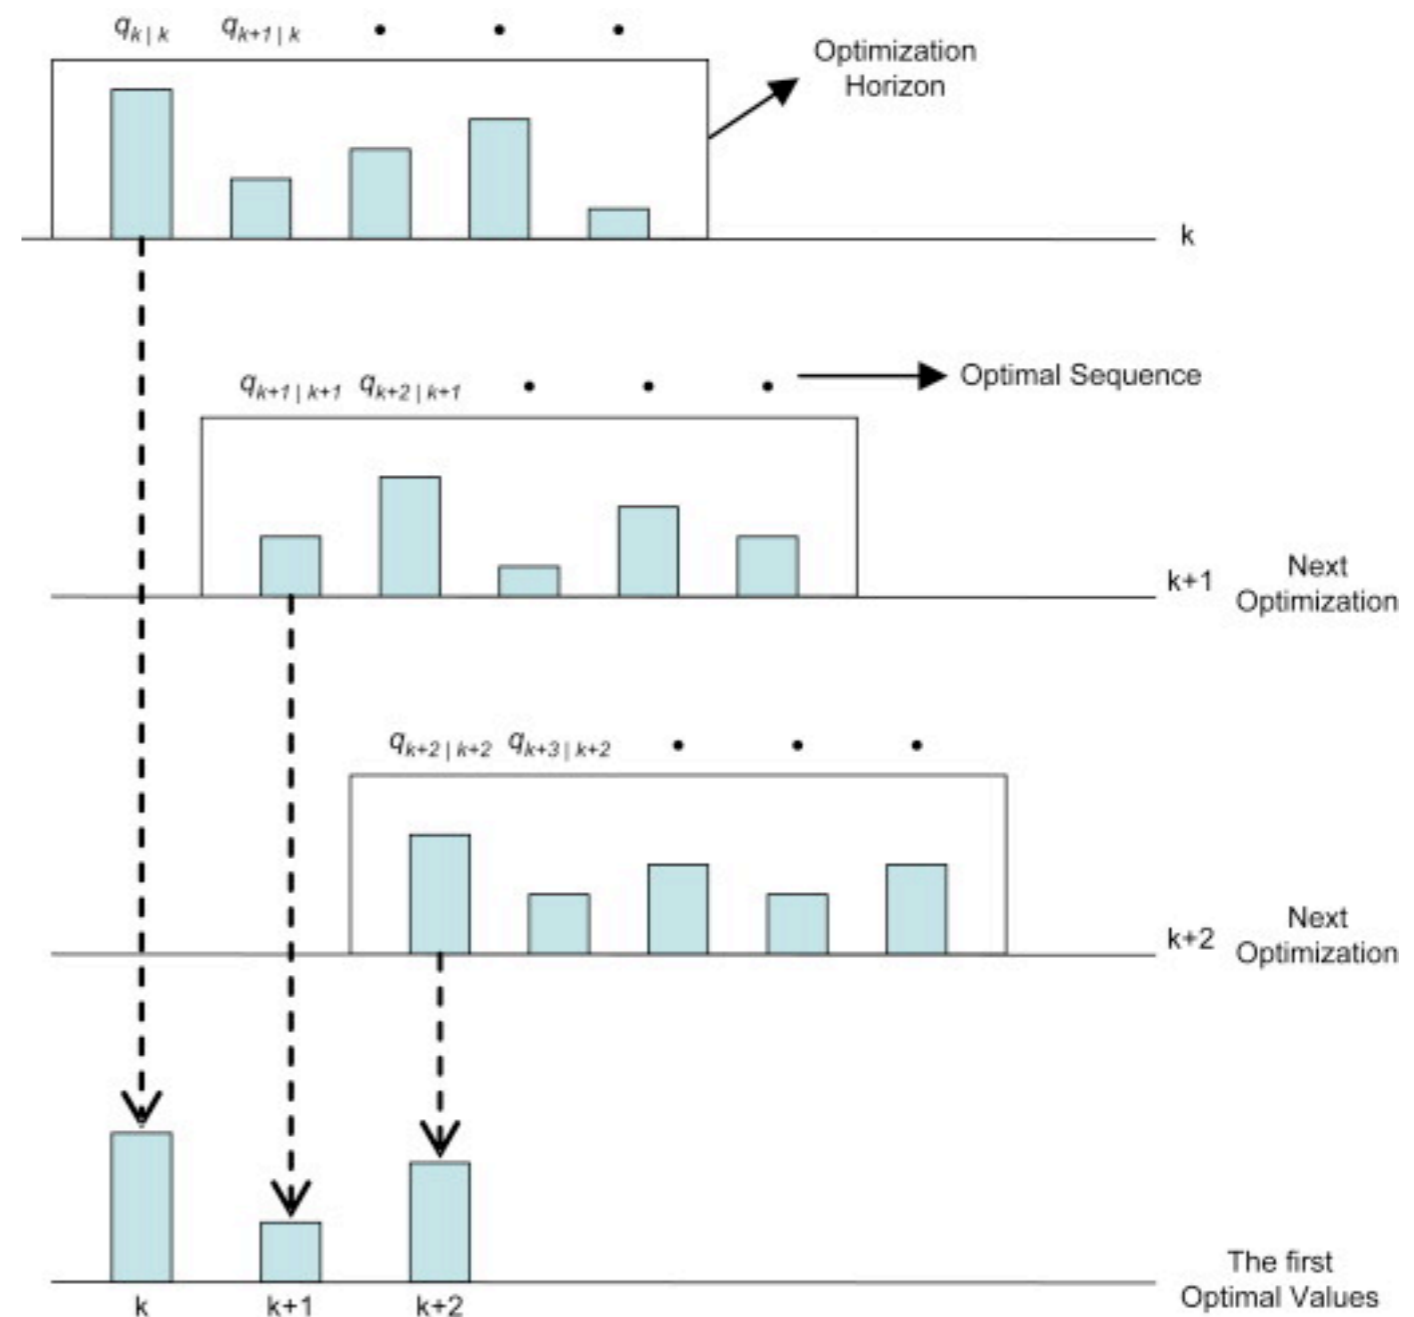 q_{k | k} q_{k+1 | k} • • •
Optimization
Horizon
k
q_{k+1 | k+1} q_{k+2 | k+1} • • •
Optimal Sequence
k+1
Next
Optimization
q_{k+2 | k+2} q_{k+3 | k+2} • • •
k+2
Next
Optimization
The first
Optimal Values
k k+1 k+2